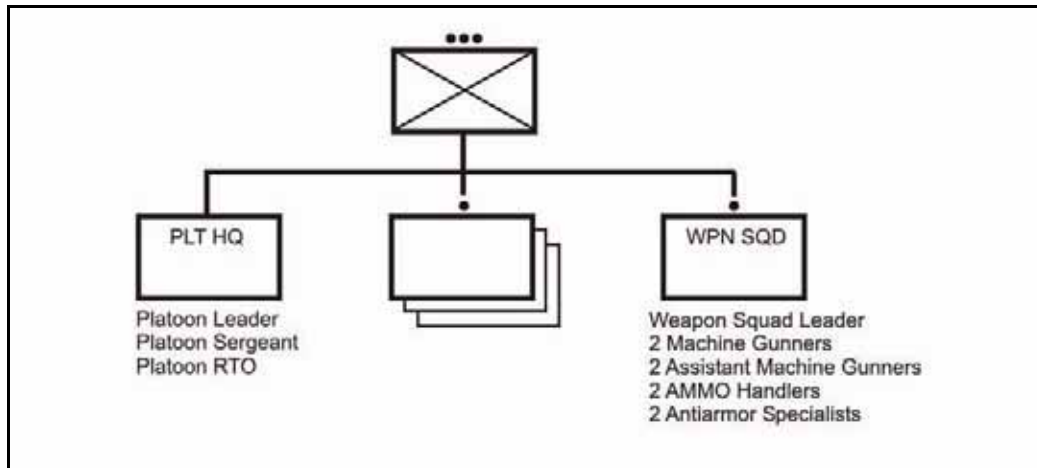 PLT HQ
WPN SQD
Platoon Leader
Platoon Sergeant
Platoon RTO
Weapon Squad Leader
2 Machine Gunners
2 Assistant Machine Gunners
2 AMMO Handlers
2 Antiarmor Specialists